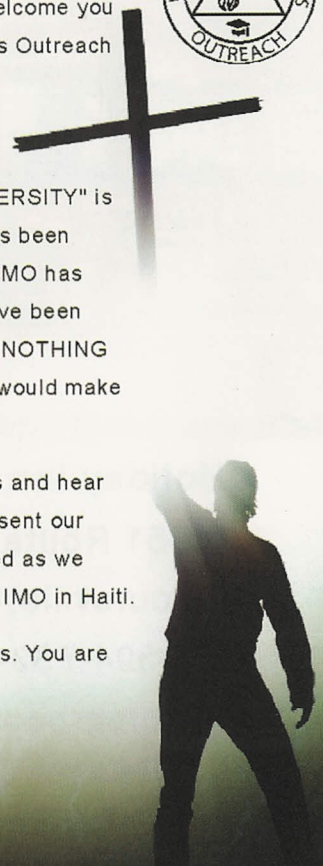 elcome you
s Outreach
OUTREACH
ERSITY" is
s been
MO has
ve been
NOTHING
would make
s and hear
sent our
ed as we
IMO in Haiti.
s. You are